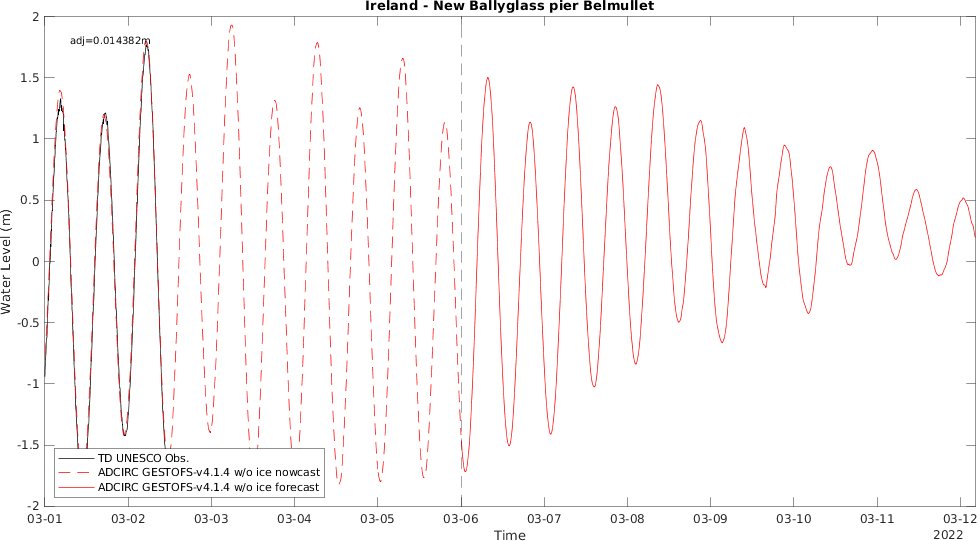 Ireland - New Ballyglass pier Belmullet
adj=0.014382m
Water Level (m)
2
1.5
1
0.5
0
-0.5
-1
-1.5
-2
TD UNESCO Obs.
ADCIRC GESTOFS-v4.1.4 w/o ice nowcast
ADCIRC GESTOFS-v4.1.4 w/o ice forecast
03-01 03-02 03-03 03-04 03-05 03-06 03-07 03-08 03-09 03-10 03-11 03-12
Time
2022